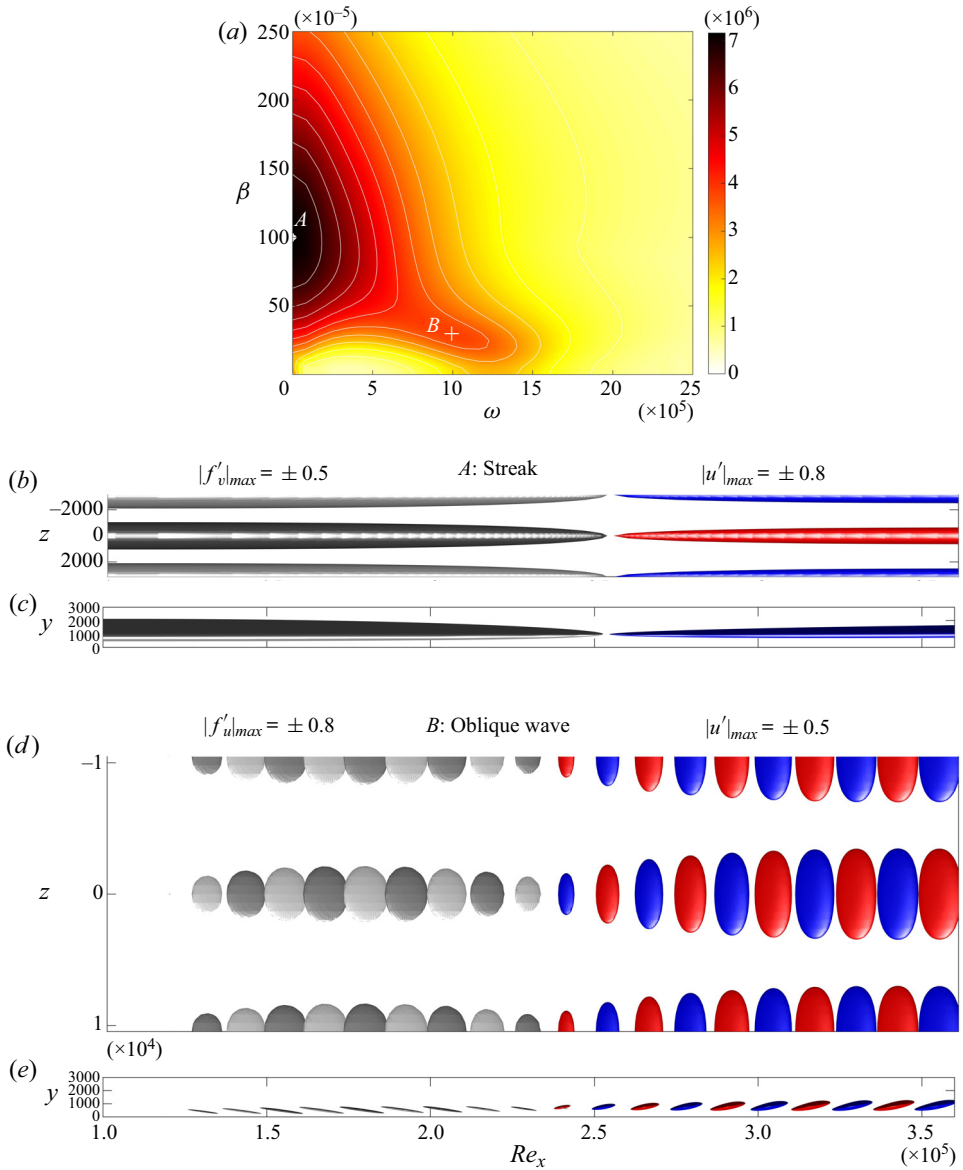 (a)
(×10⁻⁵)
(×10⁶)
250
200
150
100
50
0
β
A
B
7
6
5
4
3
2
1
0
0 5 10 15 20 25
ω
(×10⁵)
(b)
|f′v|max = ± 0.5
A: Streak
|u′|max = ± 0.8
–2000
z 0
2000
(c)
3000
2000
y 1000
0
|f′u|max = ± 0.8
B: Oblique wave
|u′|max = ± 0.5
(d)
–1
z 0
1
(×10⁴)
(e)
3000
y 2000
1000
0
1.0 1.5 2.0 2.5 3.0 3.5
Reₓ
(×10⁵)